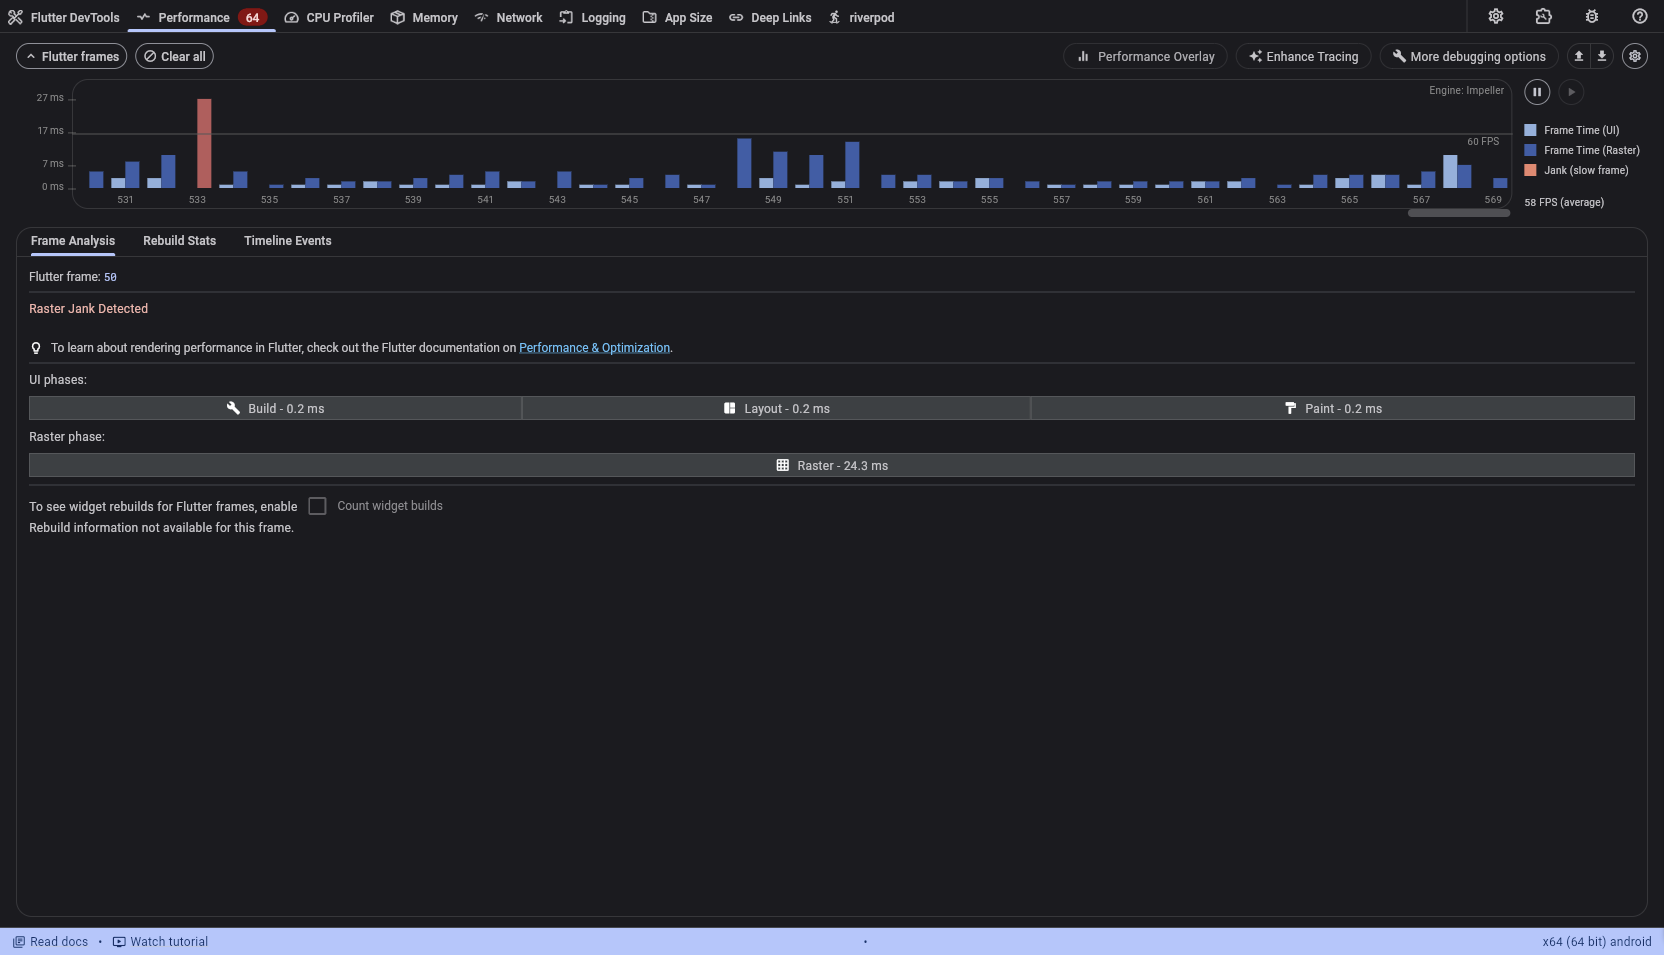 Flutter DevTools Performance 64 CPU Profiler Memory Network Logging App Size Deep Links riverpod
Flutter frames Clear all Performance Overlay Enhance Tracing More debugging options
Engine: Impeller
27 ms
17 ms
7 ms
0 ms
60 FPS
531 533 535 537 539 541 543 545 547 549 551 553 555 557 559 561 563 565 567 569
Frame Time (UI)
Frame Time (Raster)
Jank (slow frame)
58 FPS (average)
Frame Analysis Rebuild Stats Timeline Events
Flutter frame: 50
Raster Jank Detected
To learn about rendering performance in Flutter, check out the Flutter documentation on Performance & Optimization.
UI phases:
Build - 0.2 ms Layout - 0.2 ms Paint - 0.2 ms
Raster phase:
Raster - 24.3 ms
To see widget rebuilds for Flutter frames, enable Count widget builds
Rebuild information not available for this frame.
Read docs • Watch tutorial • x64 (64 bit) android